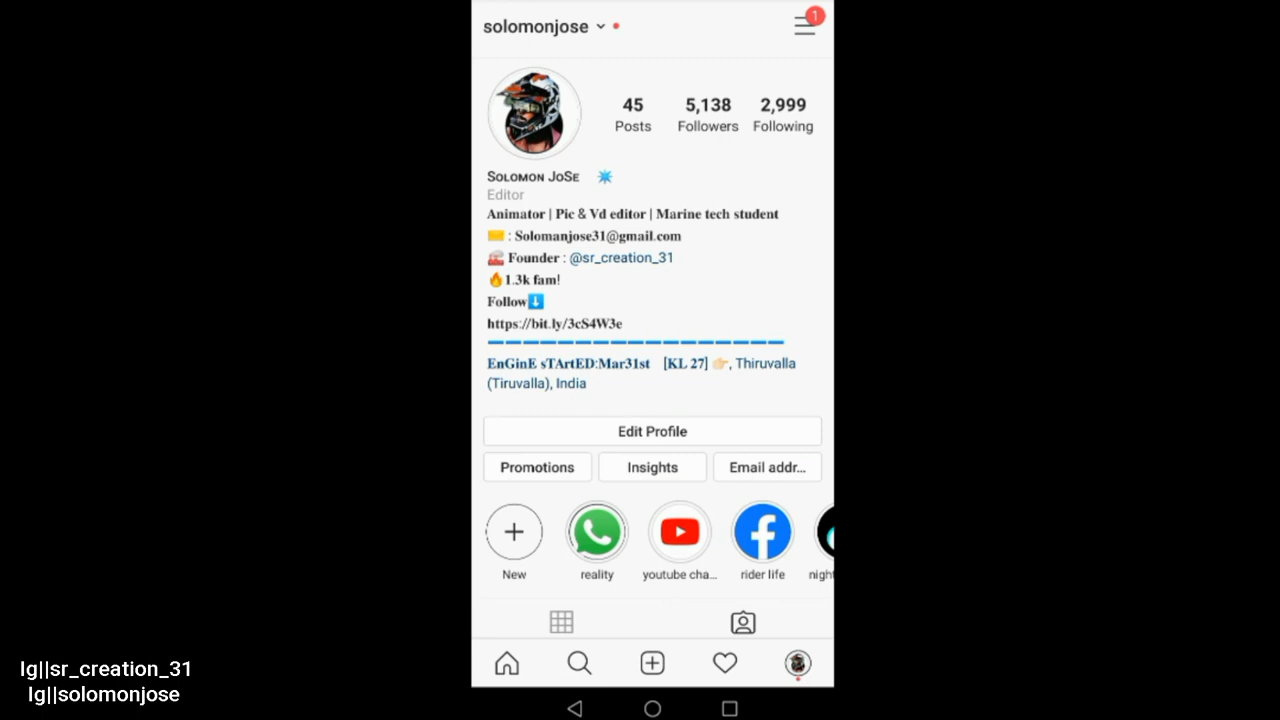 solomonjose
1
45 5,138 2,999
Posts Followers Following
Solomon JoSe
Editor
Animator | Pic & Vd editor | Marine tech student
: Solomanjose31@gmail.com
Founder : @sr_creation_31
🔥1.3k fam!
Follow⬇️
https://bit.ly/3cS4W3e
EnGinE sTArtED:Mar31st [KL 27] 👉🏻, Thiruvalla
(Tiruvalla), India
Edit Profile
Promotions Insights Email addr...
New reality youtube cha... rider life night
Ig||sr_creation_31
Ig||solomonjose